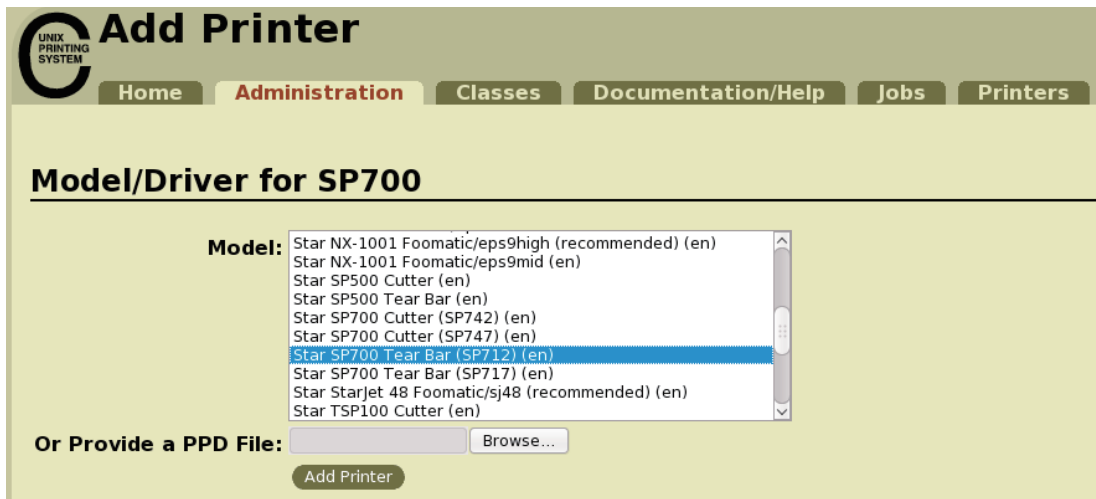 UNIX
PRINTING
SYSTEM
Add Printer
Home Administration Classes Documentation/Help Jobs Printers
Model/Driver for SP700
Model:
Star NX-1001 Foomatic/eps9high (recommended) (en)
Star NX-1001 Foomatic/eps9mid (en)
Star SP500 Cutter (en)
Star SP500 Tear Bar (en)
Star SP700 Cutter (SP742) (en)
Star SP700 Cutter (SP747) (en)
Star SP700 Tear Bar (SP712) (en)
Star SP700 Tear Bar (SP717) (en)
Star StarJet 48 Foomatic/sj48 (recommended) (en)
Star TSP100 Cutter (en)
Or Provide a PPD File: Browse...
Add Printer